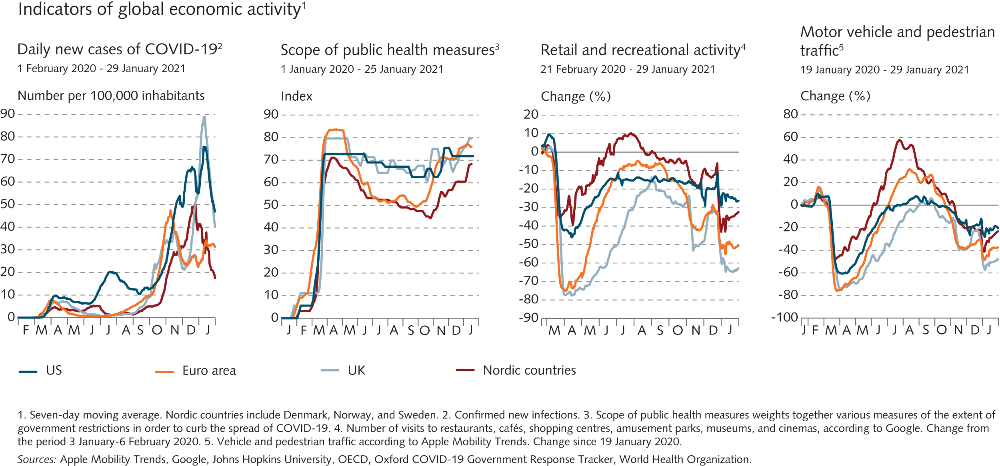 Indicators of global economic activity¹
Daily new cases of COVID-19²
1 February 2020 - 29 January 2021
Number per 100,000 inhabitants
90
80
70
60
50
40
30
20
10
0
F M A M J J A S O N D J
Scope of public health measures³
1 January 2020 - 25 January 2021
Index
90
80
70
60
50
40
30
20
10
0
J F M A M J J A S O N D J
Retail and recreational activity⁴
21 February 2020 - 29 January 2021
Change (%)
20
10
0
-10
-20
-30
-40
-50
-60
-70
-80
-90
M A M J J A S O N D J
Motor vehicle and pedestrian
traffic⁵
19 January 2020 - 29 January 2021
Change (%)
80
60
40
20
0
-20
-40
-60
-80
-100
J F M A M J J A S O N D J
US Euro area UK Nordic countries
1. Seven-day moving average. Nordic countries include Denmark, Norway, and Sweden. 2. Confirmed new infections. 3. Scope of public health measures weights together various measures of the extent of
government restrictions in order to curb the spread of COVID-19. 4. Number of visits to restaurants, cafés, shopping centres, amusement parks, museums, and cinemas, according to Google. Change from
the period 3 January-6 February 2020. 5. Vehicle and pedestrian traffic according to Apple Mobility Trends. Change since 19 January 2020.
Sources: Apple Mobility Trends, Google, Johns Hopkins University, OECD, Oxford COVID-19 Government Response Tracker, World Health Organization.